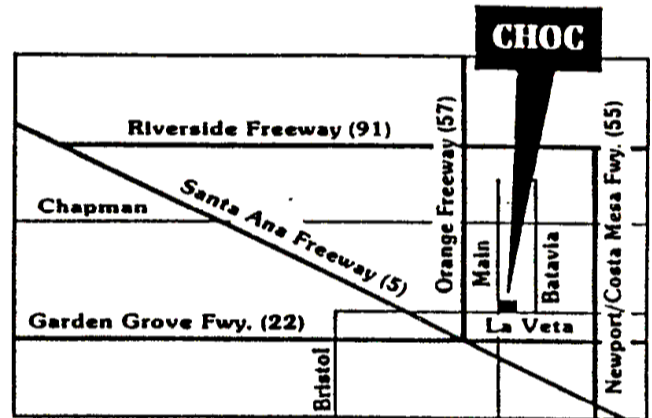 CHOC
Riverside Freeway (91)
Orange Freeway (57)
Newport/Costa Mesa Fwy. (55)
Santa Ana Freeway (5)
Chapman
Main
Batavia
Garden Grove Fwy. (22)
La Veta
Bristol